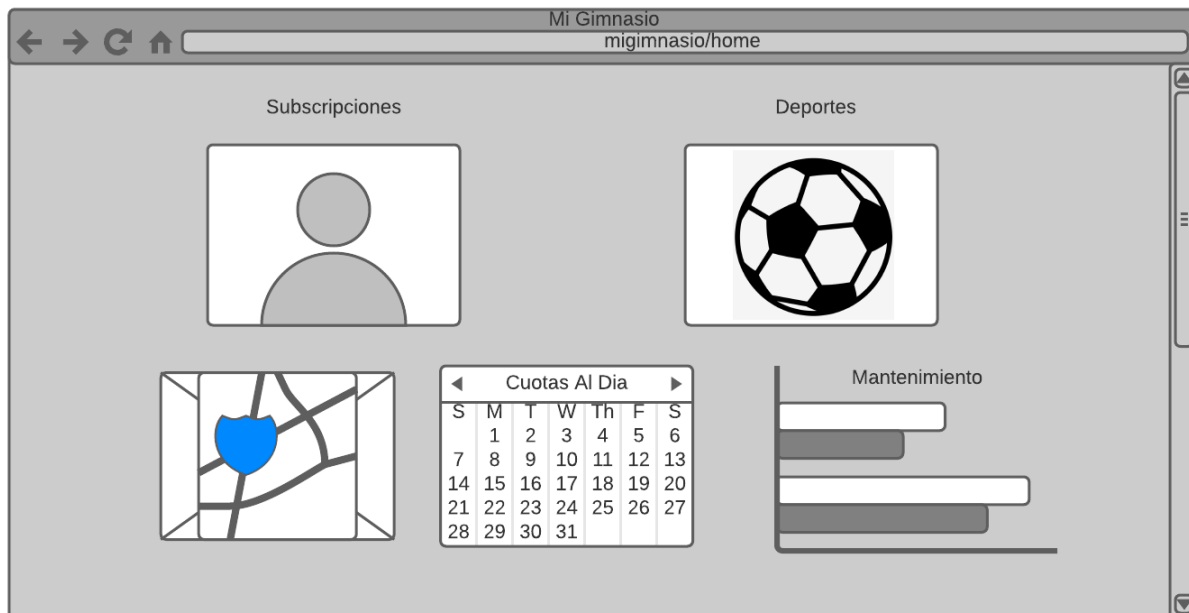 Mi Gimnasio
migimnasio/home
Subscripciones
Deportes
Cuotas Al Dia
S M T W Th F S
1 2 3 4 5 6
7 8 9 10 11 12 13
14 15 16 17 18 19 20
21 22 23 24 25 26 27
28 29 30 31
Mantenimiento